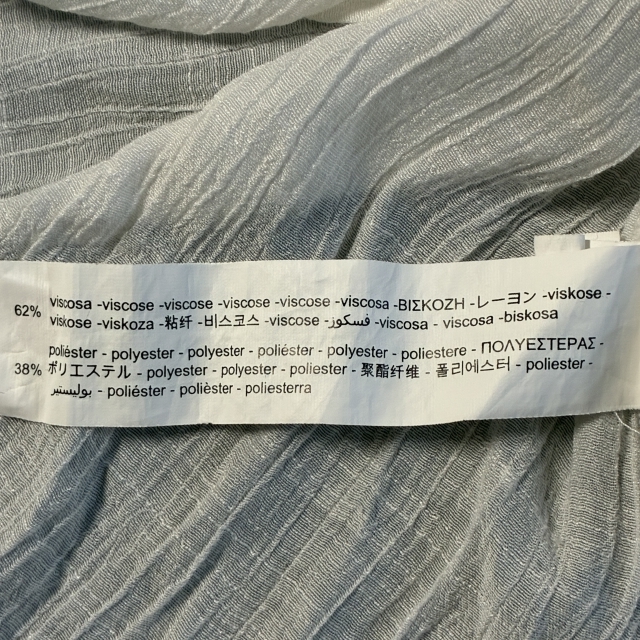 62% viscosa -viscose -viscose -viscose -viscose -viscosa -ΒΙΣΚΟΖΗ -レーヨン -viskose -
viskose -viskoza -粘纤 -비스코스 -viscose -فسكوز -viscosa - viscosa -biskosa
poliéster - polyester - polyester - poliéster - polyester - poliestere - ΠΟΛΥΕΣΤΕΡΑΣ -
38% ポリエステル - polyester - polyester - poliester - 聚酯纤维 - 폴리에스터 - poliester -
بوليستير - poliéster - polièster - poliesterra